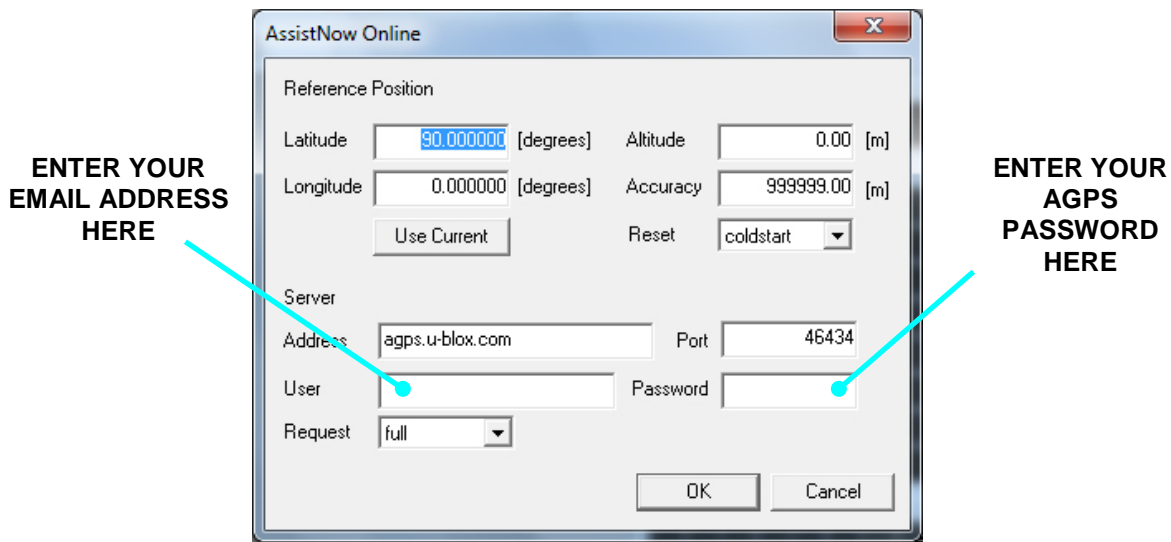 AssistNow Online
Reference Position
Latitude 90.000000 [degrees] Altitude 0.00 [m]
Longitude 0.000000 [degrees] Accuracy 999999.00 [m]
Use Current Reset coldstart
Server
Address agps.u-blox.com Port 46434
User Password
Request full
OK Cancel
ENTER YOUR
EMAIL ADDRESS
HERE
ENTER YOUR
AGPS
PASSWORD
HERE